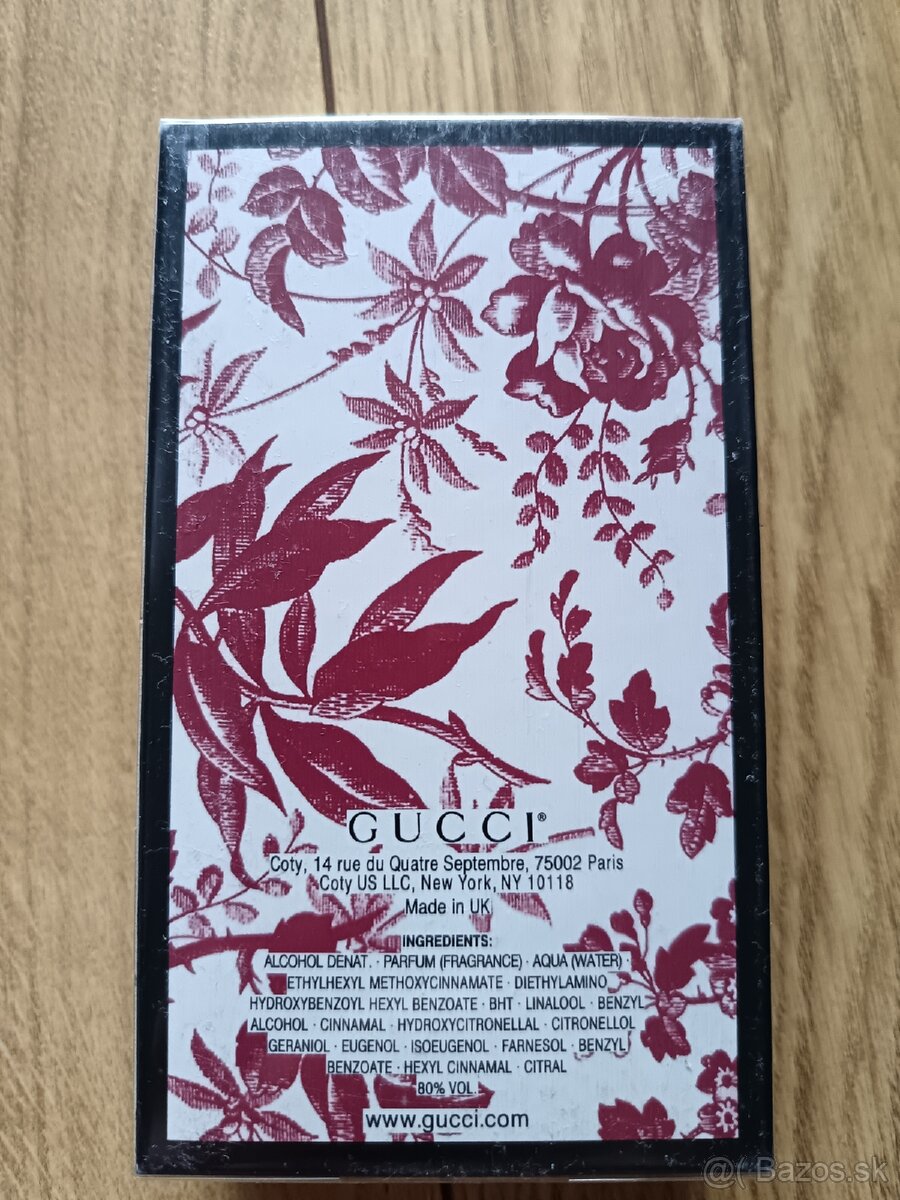 GUCCI®
Coty, 14 rue du Quatre Septembre, 75002 Paris
Coty US LLC, New York, NY 10118
Made in UK
INGREDIENTS:
ALCOHOL DENAT. · PARFUM (FRAGRANCE) · AQUA (WATER) ·
ETHYLHEXYL METHOXYCINNAMATE · DIETHYLAMINO
HYDROXYBENZOYL HEXYL BENZOATE · BHT · LINALOOL · BENZYL
ALCOHOL · CINNAMAL · HYDROXYCITRONELLAL · CITRONELLOL
GERANIOL · EUGENOL · ISOEUGENOL · FARNESOL · BENZYL
BENZOATE · HEXYL CINNAMAL · CITRAL
80% VOL.
www.gucci.com
@( Bazos.sk